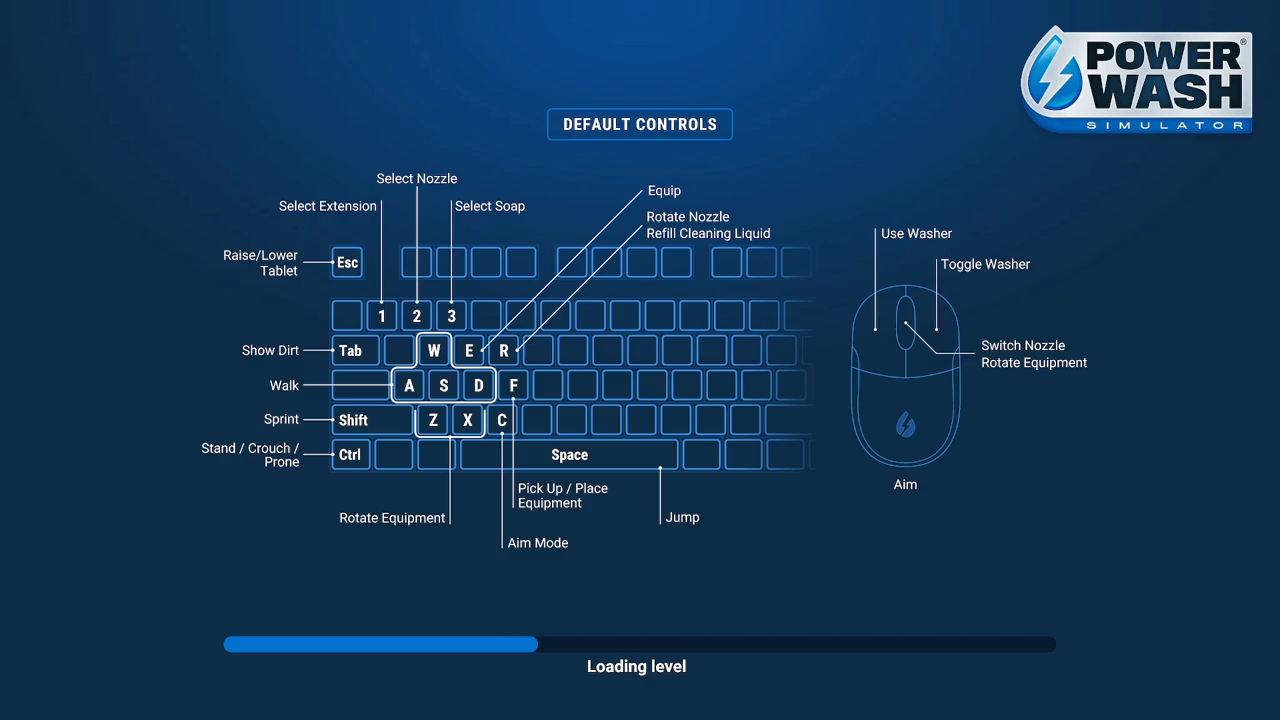 POWER
WASH®
SIMULATOR
DEFAULT CONTROLS
Select Nozzle
Select Extension
Select Soap
Equip
Rotate Nozzle
Refill Cleaning Liquid
Raise/Lower
Tablet
Esc
1 2 3
Show Dirt
Tab W E R
Walk
A S D F
Sprint
Shift Z X C
Stand / Crouch /
Prone
Ctrl Space
Rotate Equipment
Pick Up / Place
Equipment
Aim Mode
Jump
Use Washer
Toggle Washer
Switch Nozzle
Rotate Equipment
Aim
Loading level